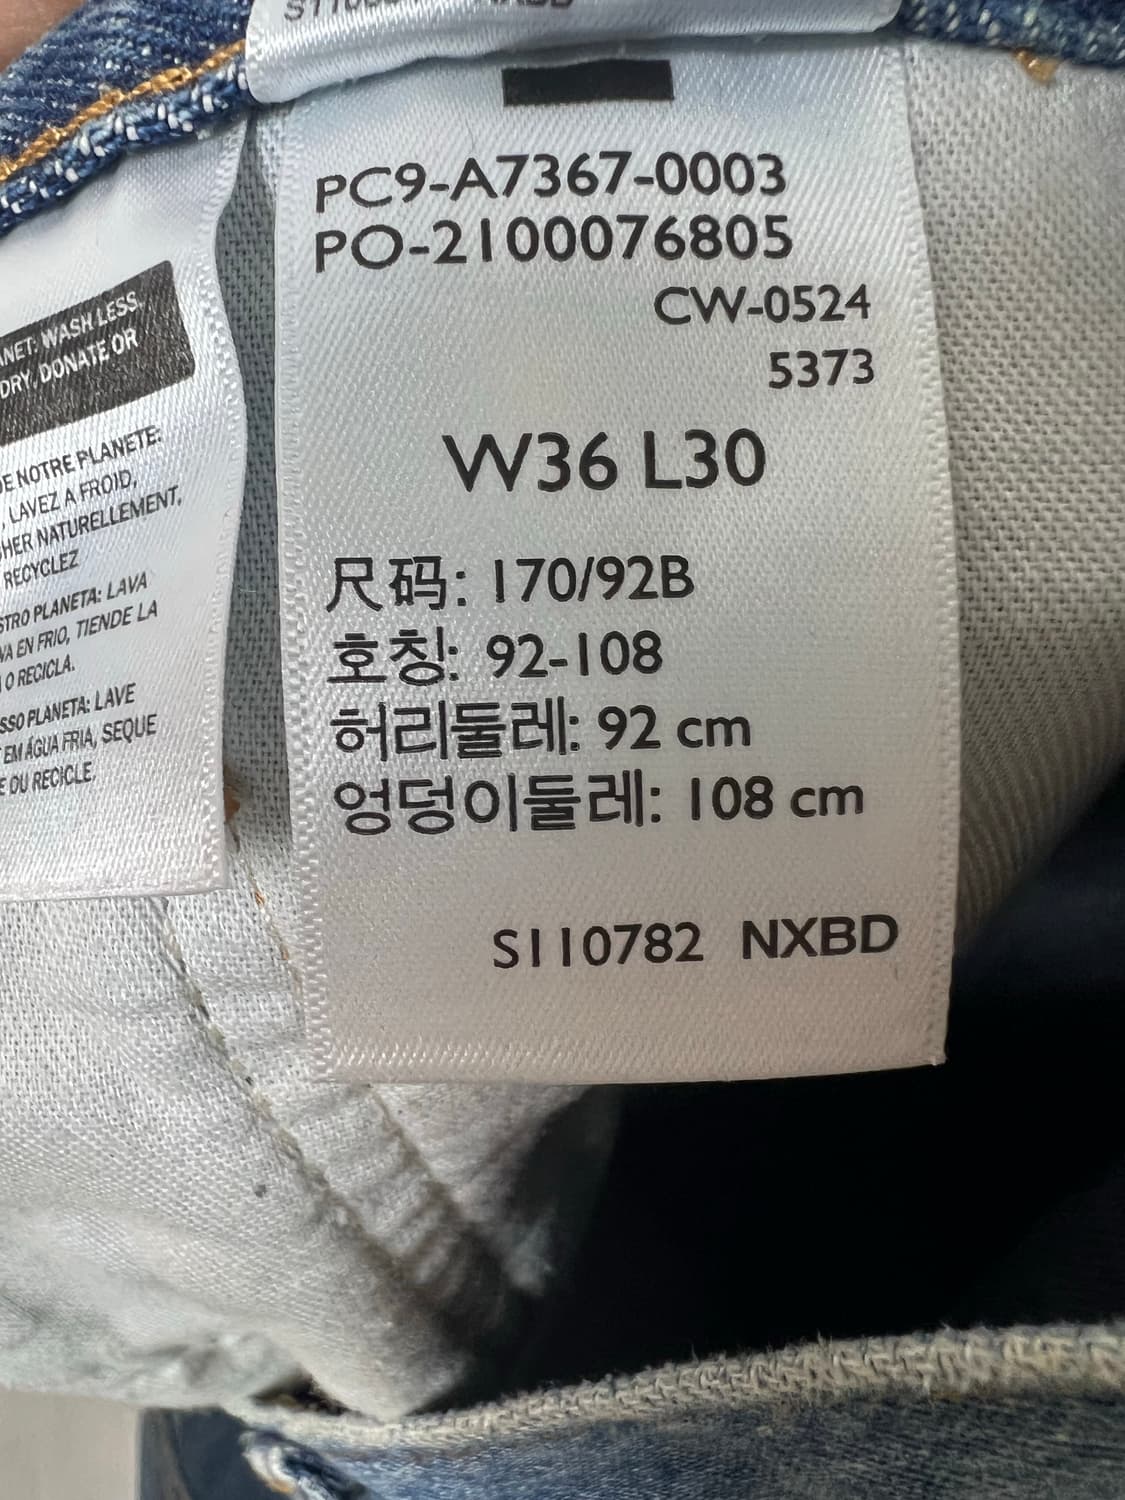 PC9-A7367-0003
PO-2100076805
CW-0524
5373
W36 L30
尺码: 170/92B
호칭: 92-108
허리둘레: 92 cm
엉덩이둘레: 108 cm
S110782 NXBD
WASH LESS,
DRY, DONATE OR
DE NOTRE PLANETE:
LAVEZ A FROID,
NATURELLEMENT,
RECYCLEZ
PLANETA: LAVA
EN FRIO, TIENDE LA
O RECICLA.
PLANETA: LAVE
EM ÁGUA FRIA, SEQUE
OU RECICLE.